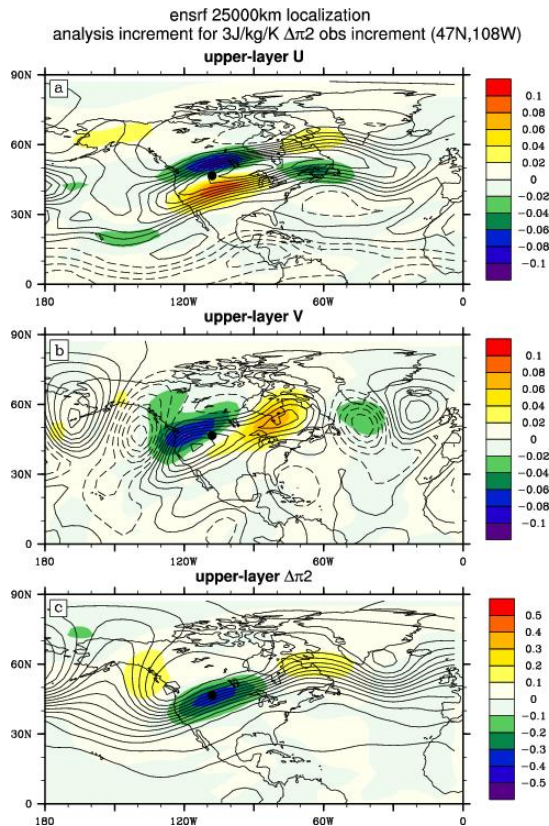 ensrf 25000km localization
analysis increment for 3J/kg/K Δπ2 obs increment (47N,108W)
upper-layer U
a
90N
60N
30N
0
180
120W
60W
0
0.1
0.08
0.06
0.04
0.02
0
−0.02
−0.04
−0.06
−0.08
−0.1
upper-layer V
b
90N
60N
30N
0
180
120W
60W
0
0.1
0.08
0.06
0.04
0.02
0
−0.02
−0.04
−0.06
−0.08
−0.1
upper-layer Δπ2
c
90N
60N
30N
0
180
120W
60W
0
0.5
0.4
0.3
0.2
0.1
0
−0.1
−0.2
−0.3
−0.4
−0.5